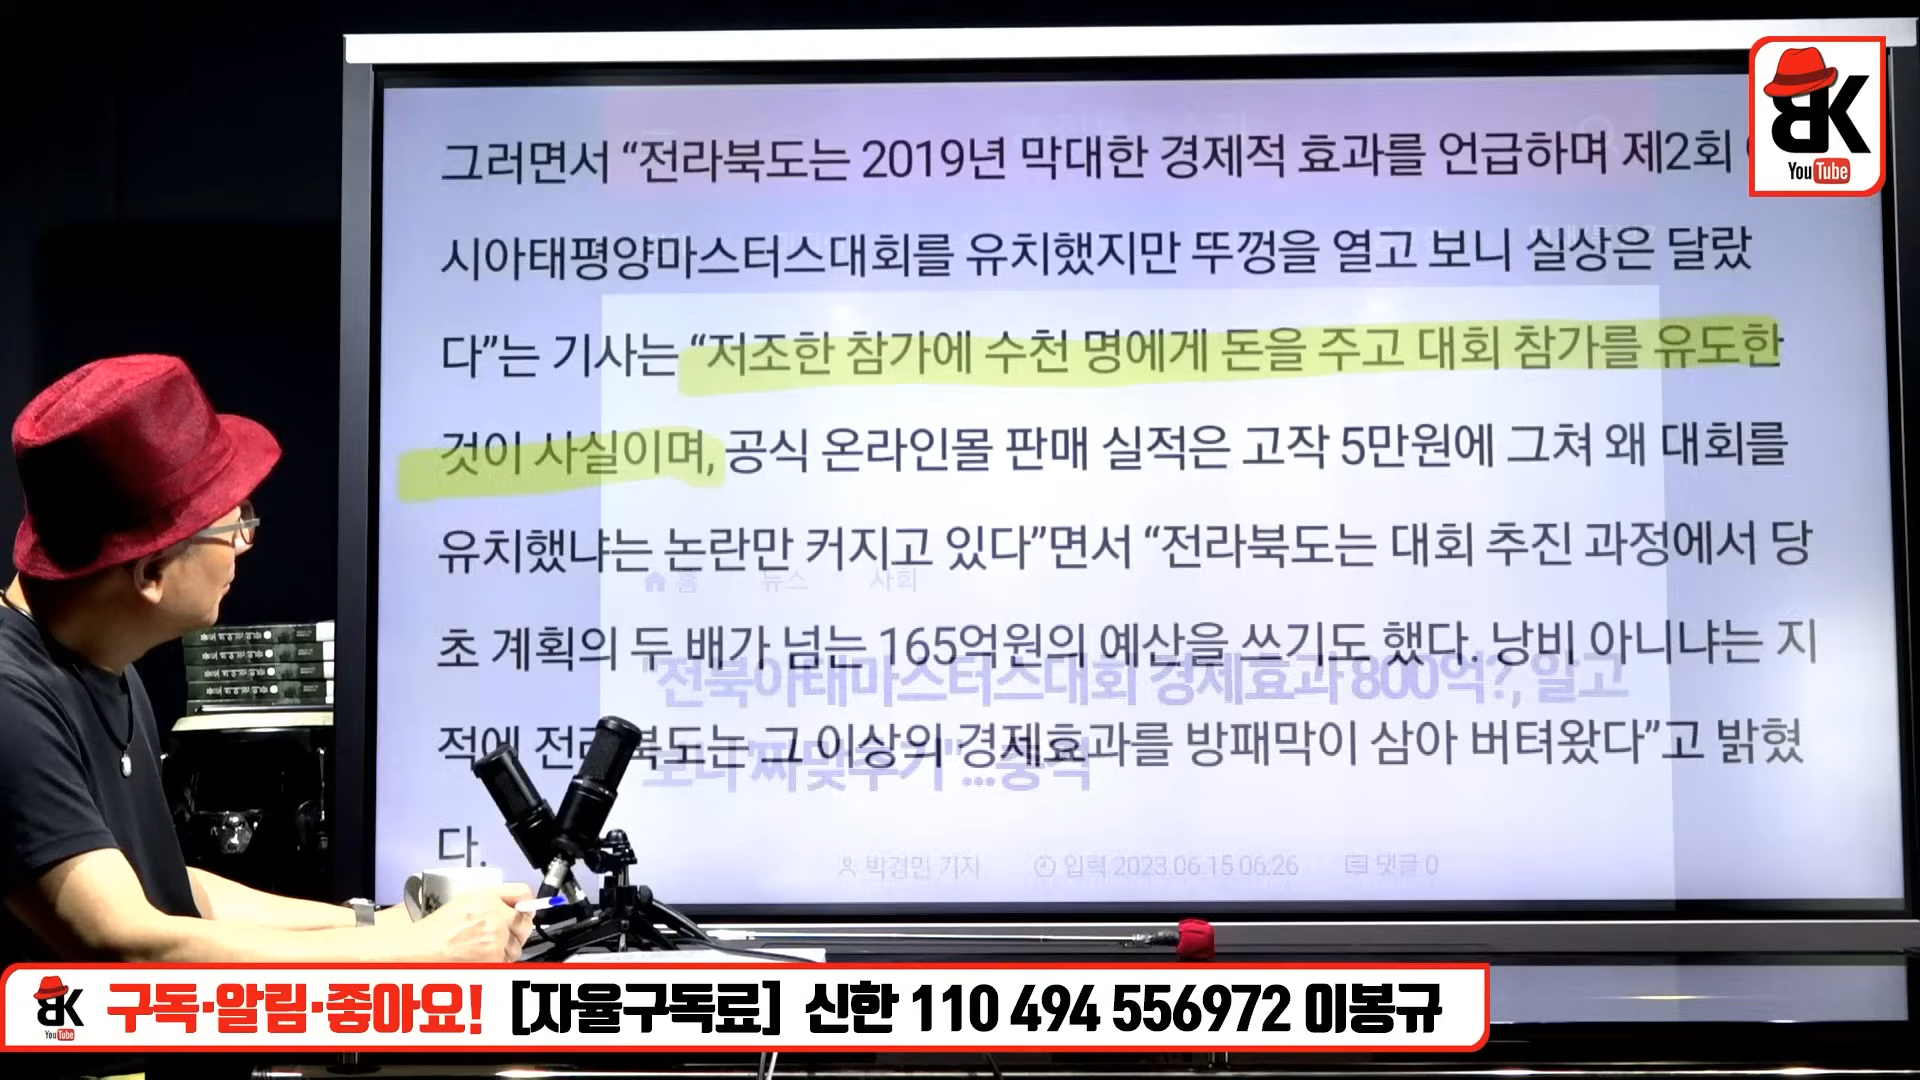 그러면서 “전라북도는 2019년 막대한 경제적 효과를 언급하며 제2회
시아태평양마스터스대회를 유치했지만 뚜껑을 열고 보니 실상은 달랐
다”는 기사는 “저조한 참가에 수천 명에게 돈을 주고 대회 참가를 유도한
것이 사실이며, 공식 온라인몰 판매 실적은 고작 5만원에 그쳐 왜 대회를
유치했냐는 논란만 커지고 있다”면서 “전라북도는 대회 추진 과정에서 당
홈 뉴스 사회
초 계획의 두 배가 넘는 165억원의 예산을 쓰기도 했다. 낭비 아니냐는 지
"전북아태마스터스대회 경제효과 800억?, 알고
적에 전라북도는 그 이상의 경제효과를 방패막이 삼아 버텨왔다”고 밝혔
보니 '짜맞추기'"...충격
다.
박경민 기자 입력 2023.06.15 06:26 댓글 0
BK
YouTube
BK
YouTube
구독·알림·좋아요! [자율구독료] 신한 110 494 556972 이봉규